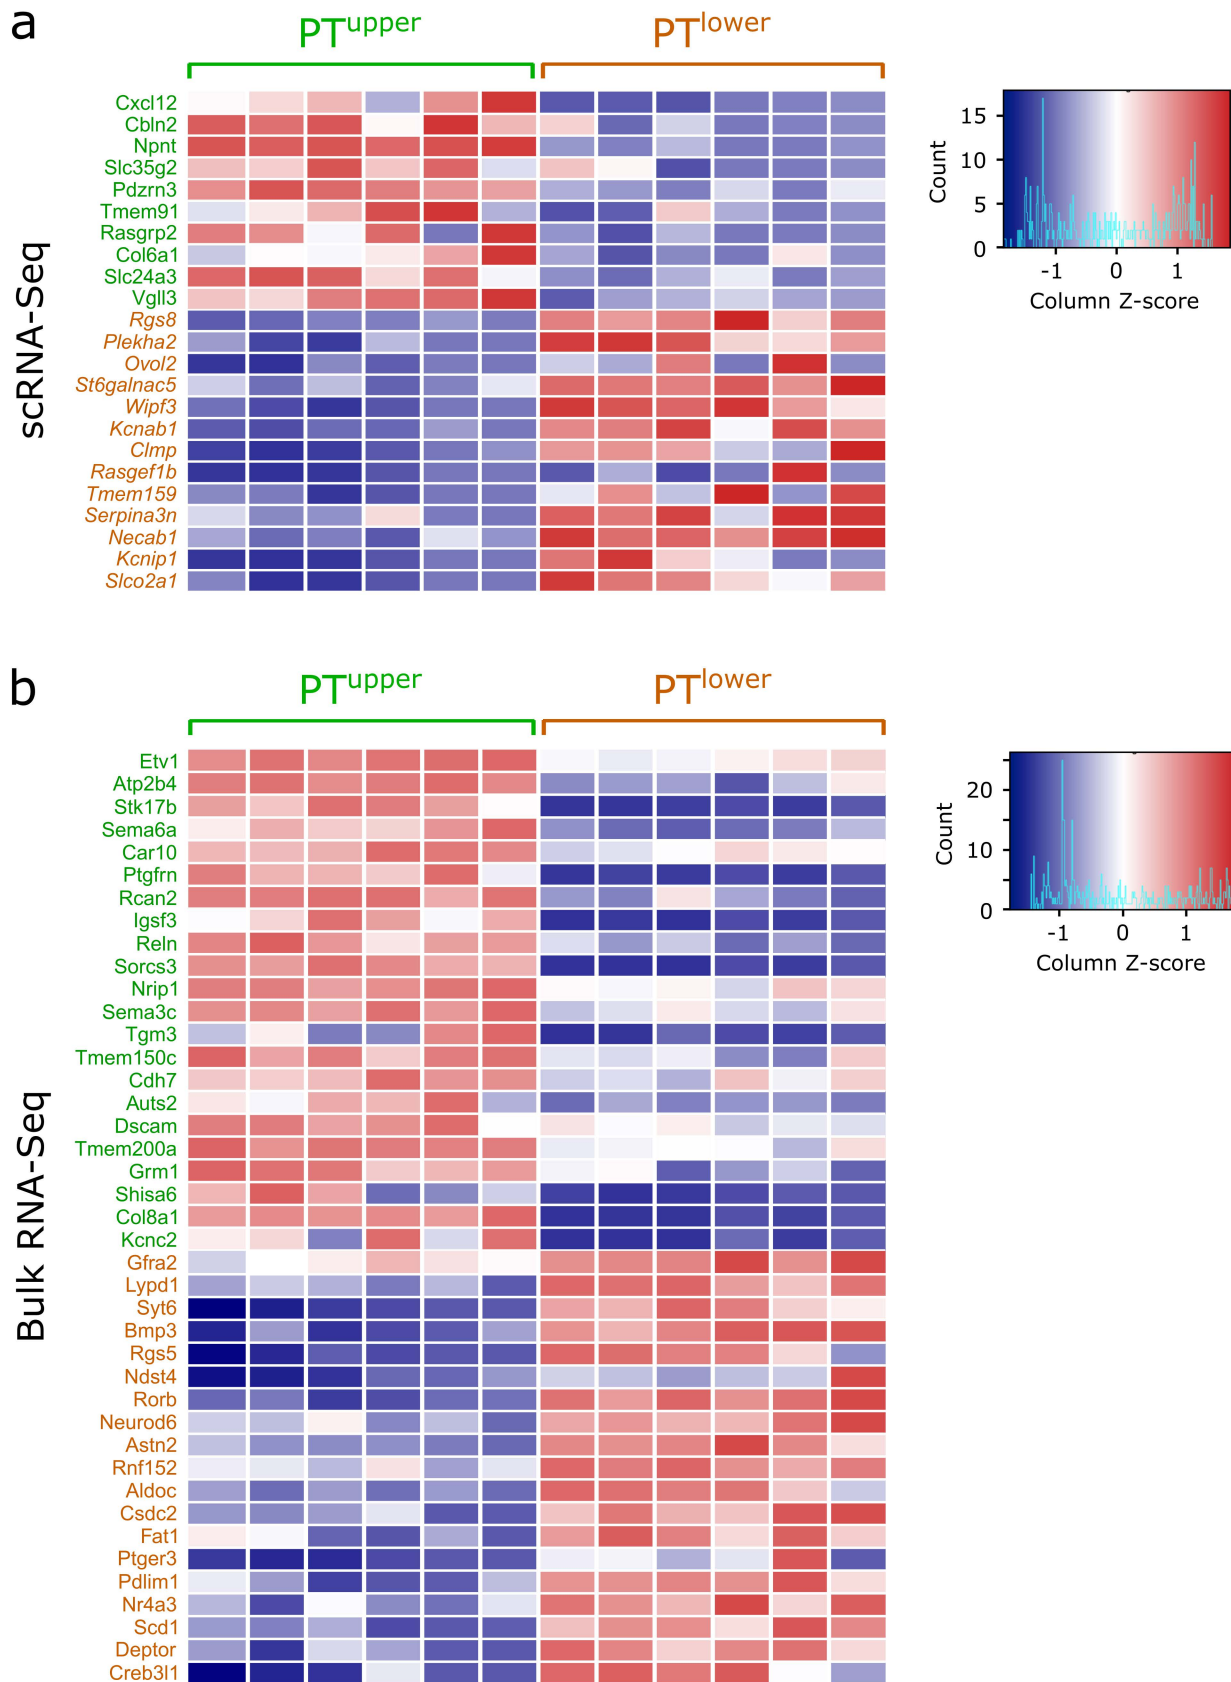 a
PTupper
PTlower
scRNA-Seq
Cxcl12
Cbln2
Npnt
Slc35g2
Pdzrn3
Tmem91
Rasgrp2
Col6a1
Slc24a3
Vgll3
Rgs8
Plekha2
Ovol2
St6galnac5
Wipf3
Kcnab1
Clmp
Rasgef1b
Tmem159
Serpina3n
Necab1
Kcnip1
Slco2a1
Count
15
10
5
0
-1 0 1
Column Z-score
b
PTupper
PTlower
Bulk RNA-Seq
Etv1
Atp2b4
Stk17b
Sema6a
Car10
Ptgfrn
Rcan2
Igsf3
Reln
Sorcs3
Nrip1
Sema3c
Tgm3
Tmem150c
Cdh7
Auts2
Dscam
Tmem200a
Grm1
Shisa6
Col8a1
Kcnc2
Gfra2
Lypd1
Syt6
Bmp3
Rgs5
Ndst4
Rorb
Neurod6
Astn2
Rnf152
Aldoc
Csdc2
Fat1
Ptger3
Pdlim1
Nr4a3
Scd1
Deptor
Creb3l1
Count
20
10
0
-1 0 1
Column Z-score